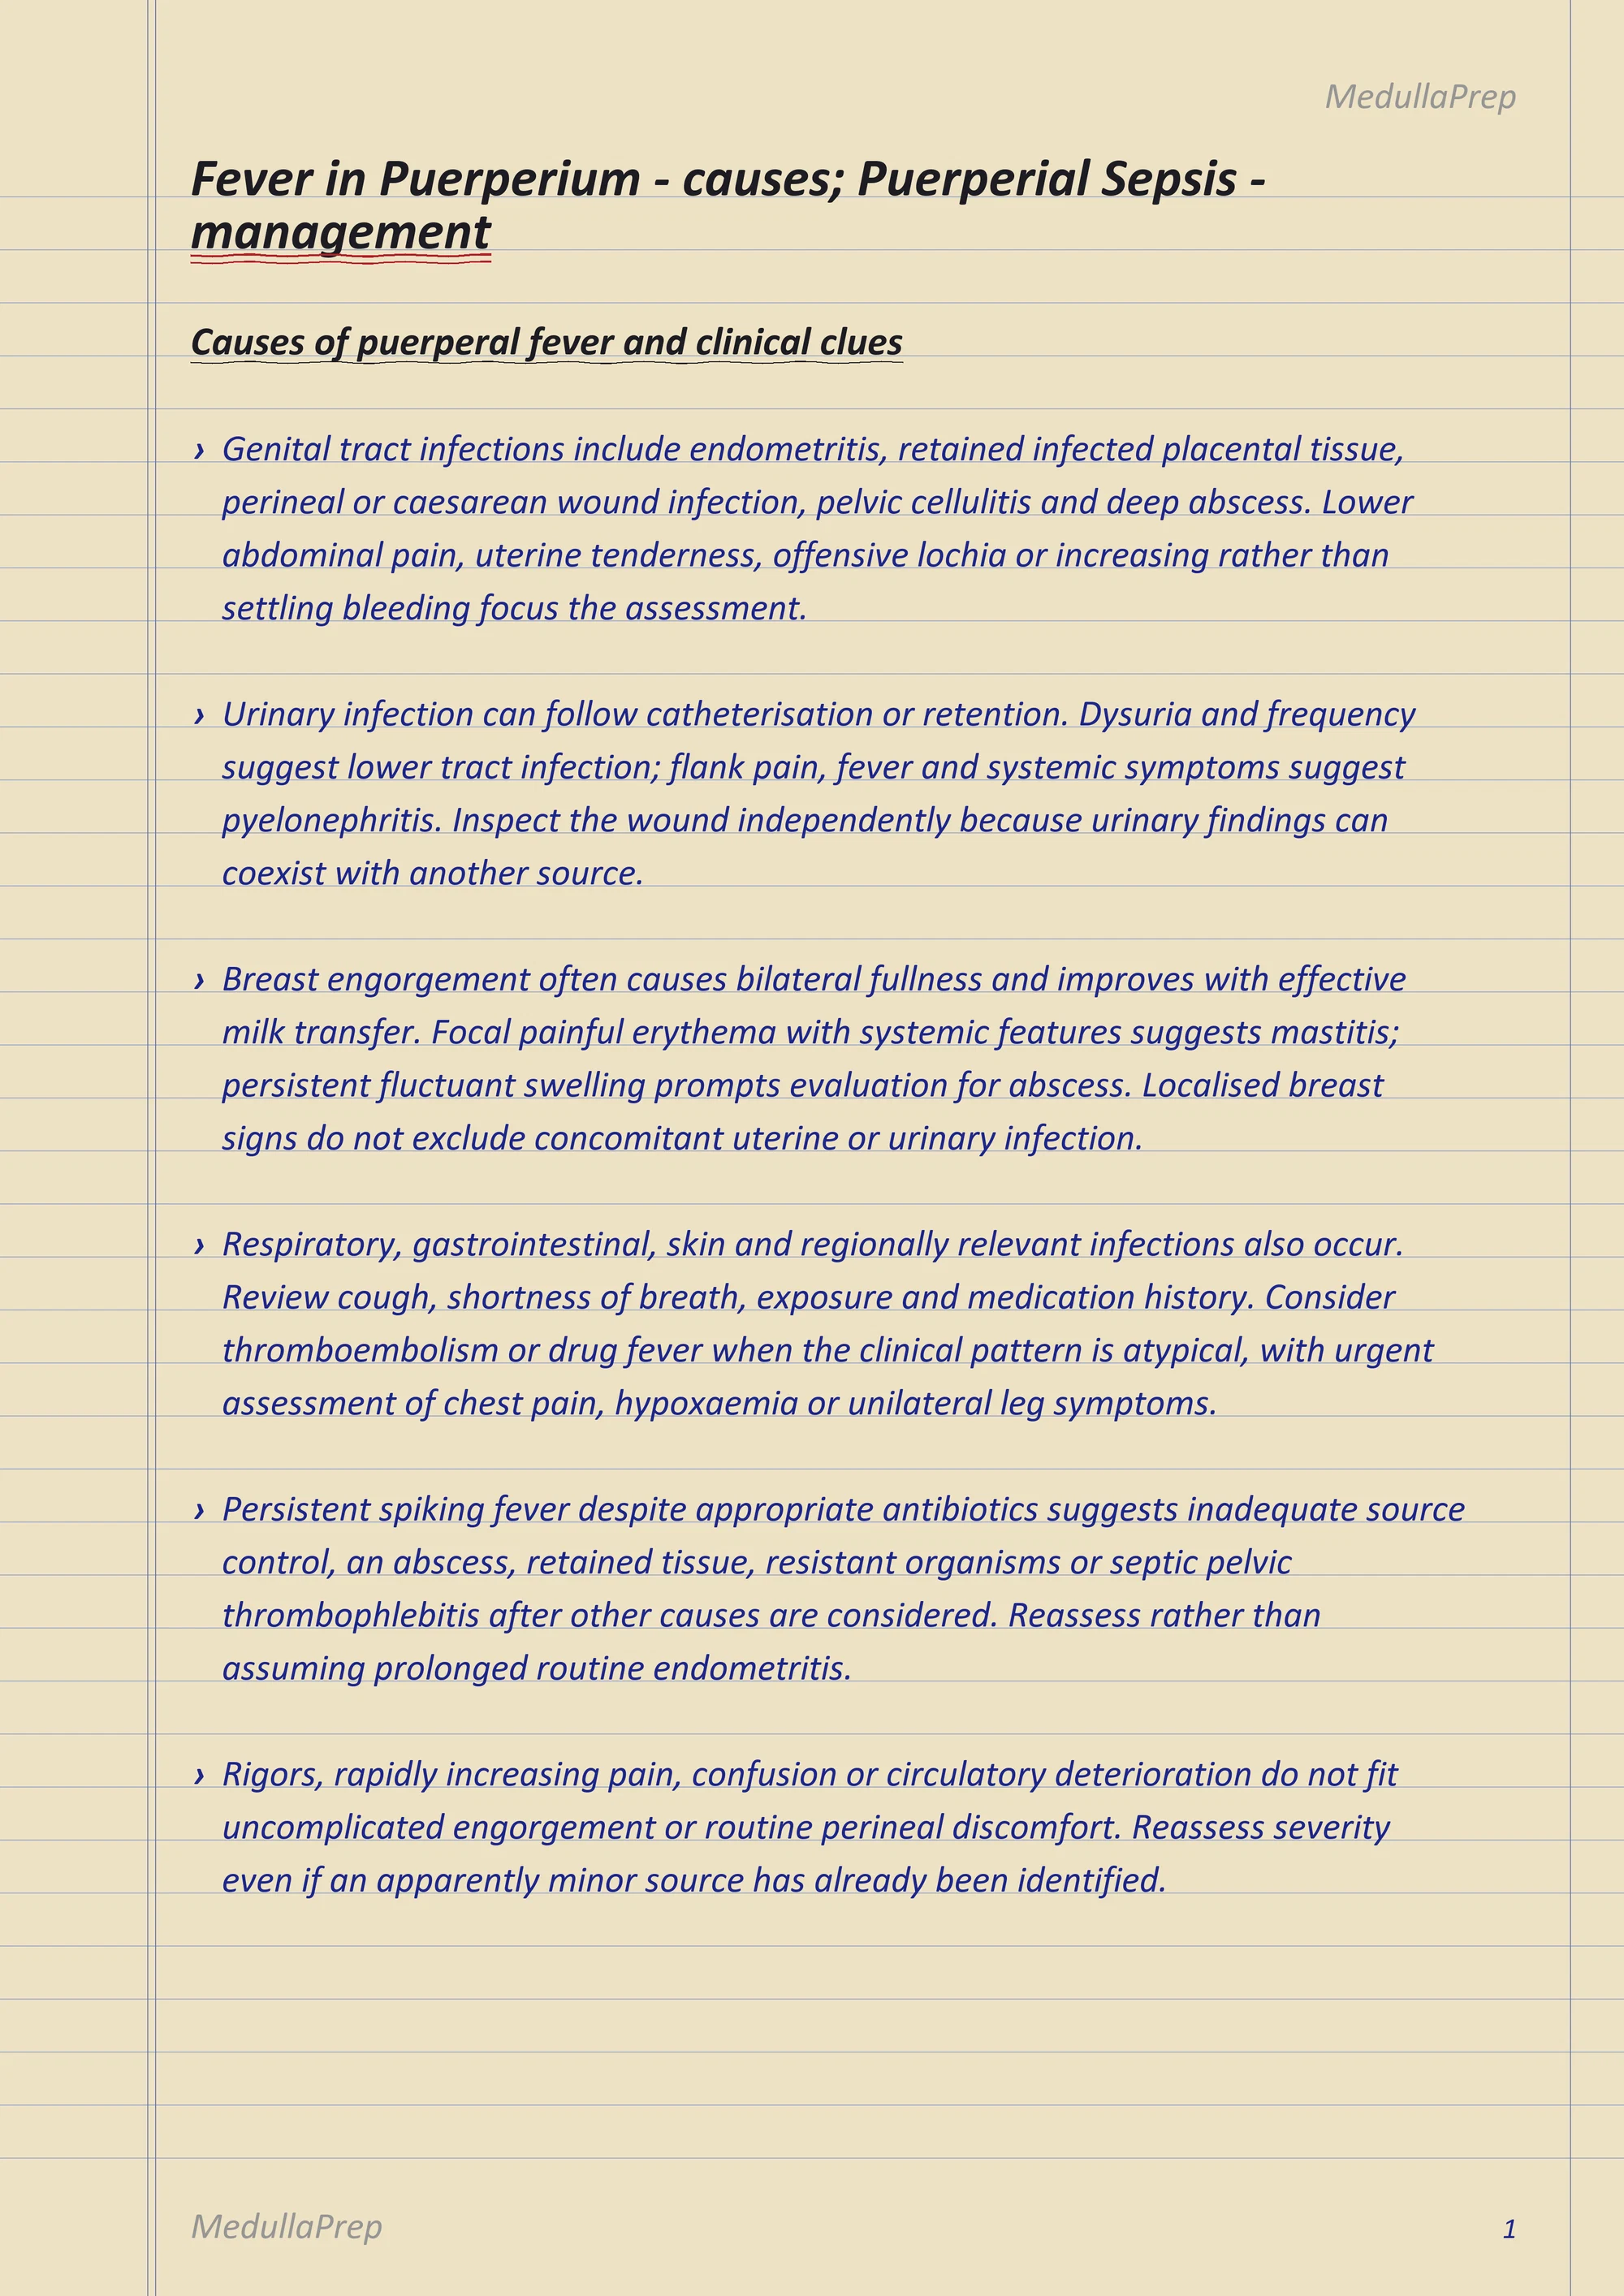 MedullaPrep
Fever in Puerperium - causes; Puerperial Sepsis -
management
Causes of puerperal fever and clinical clues
› Genital tract infections include endometritis, retained infected placental tissue,
perineal or caesarean wound infection, pelvic cellulitis and deep abscess. Lower
abdominal pain, uterine tenderness, offensive lochia or increasing rather than
settling bleeding focus the assessment.
› Urinary infection can follow catheterisation or retention. Dysuria and frequency
suggest lower tract infection; flank pain, fever and systemic symptoms suggest
pyelonephritis. Inspect the wound independently because urinary findings can
coexist with another source.
› Breast engorgement often causes bilateral fullness and improves with effective
milk transfer. Focal painful erythema with systemic features suggests mastitis;
persistent fluctuant swelling prompts evaluation for abscess. Localised breast
signs do not exclude concomitant uterine or urinary infection.
› Respiratory, gastrointestinal, skin and regionally relevant infections also occur.
Review cough, shortness of breath, exposure and medication history. Consider
thromboembolism or drug fever when the clinical pattern is atypical, with urgent
assessment of chest pain, hypoxaemia or unilateral leg symptoms.
› Persistent spiking fever despite appropriate antibiotics suggests inadequate source
control, an abscess, retained tissue, resistant organisms or septic pelvic
thrombophlebitis after other causes are considered. Reassess rather than
assuming prolonged routine endometritis.
› Rigors, rapidly increasing pain, confusion or circulatory deterioration do not fit
uncomplicated engorgement or routine perineal discomfort. Reassess severity
even if an apparently minor source has already been identified.
MedullaPrep
1